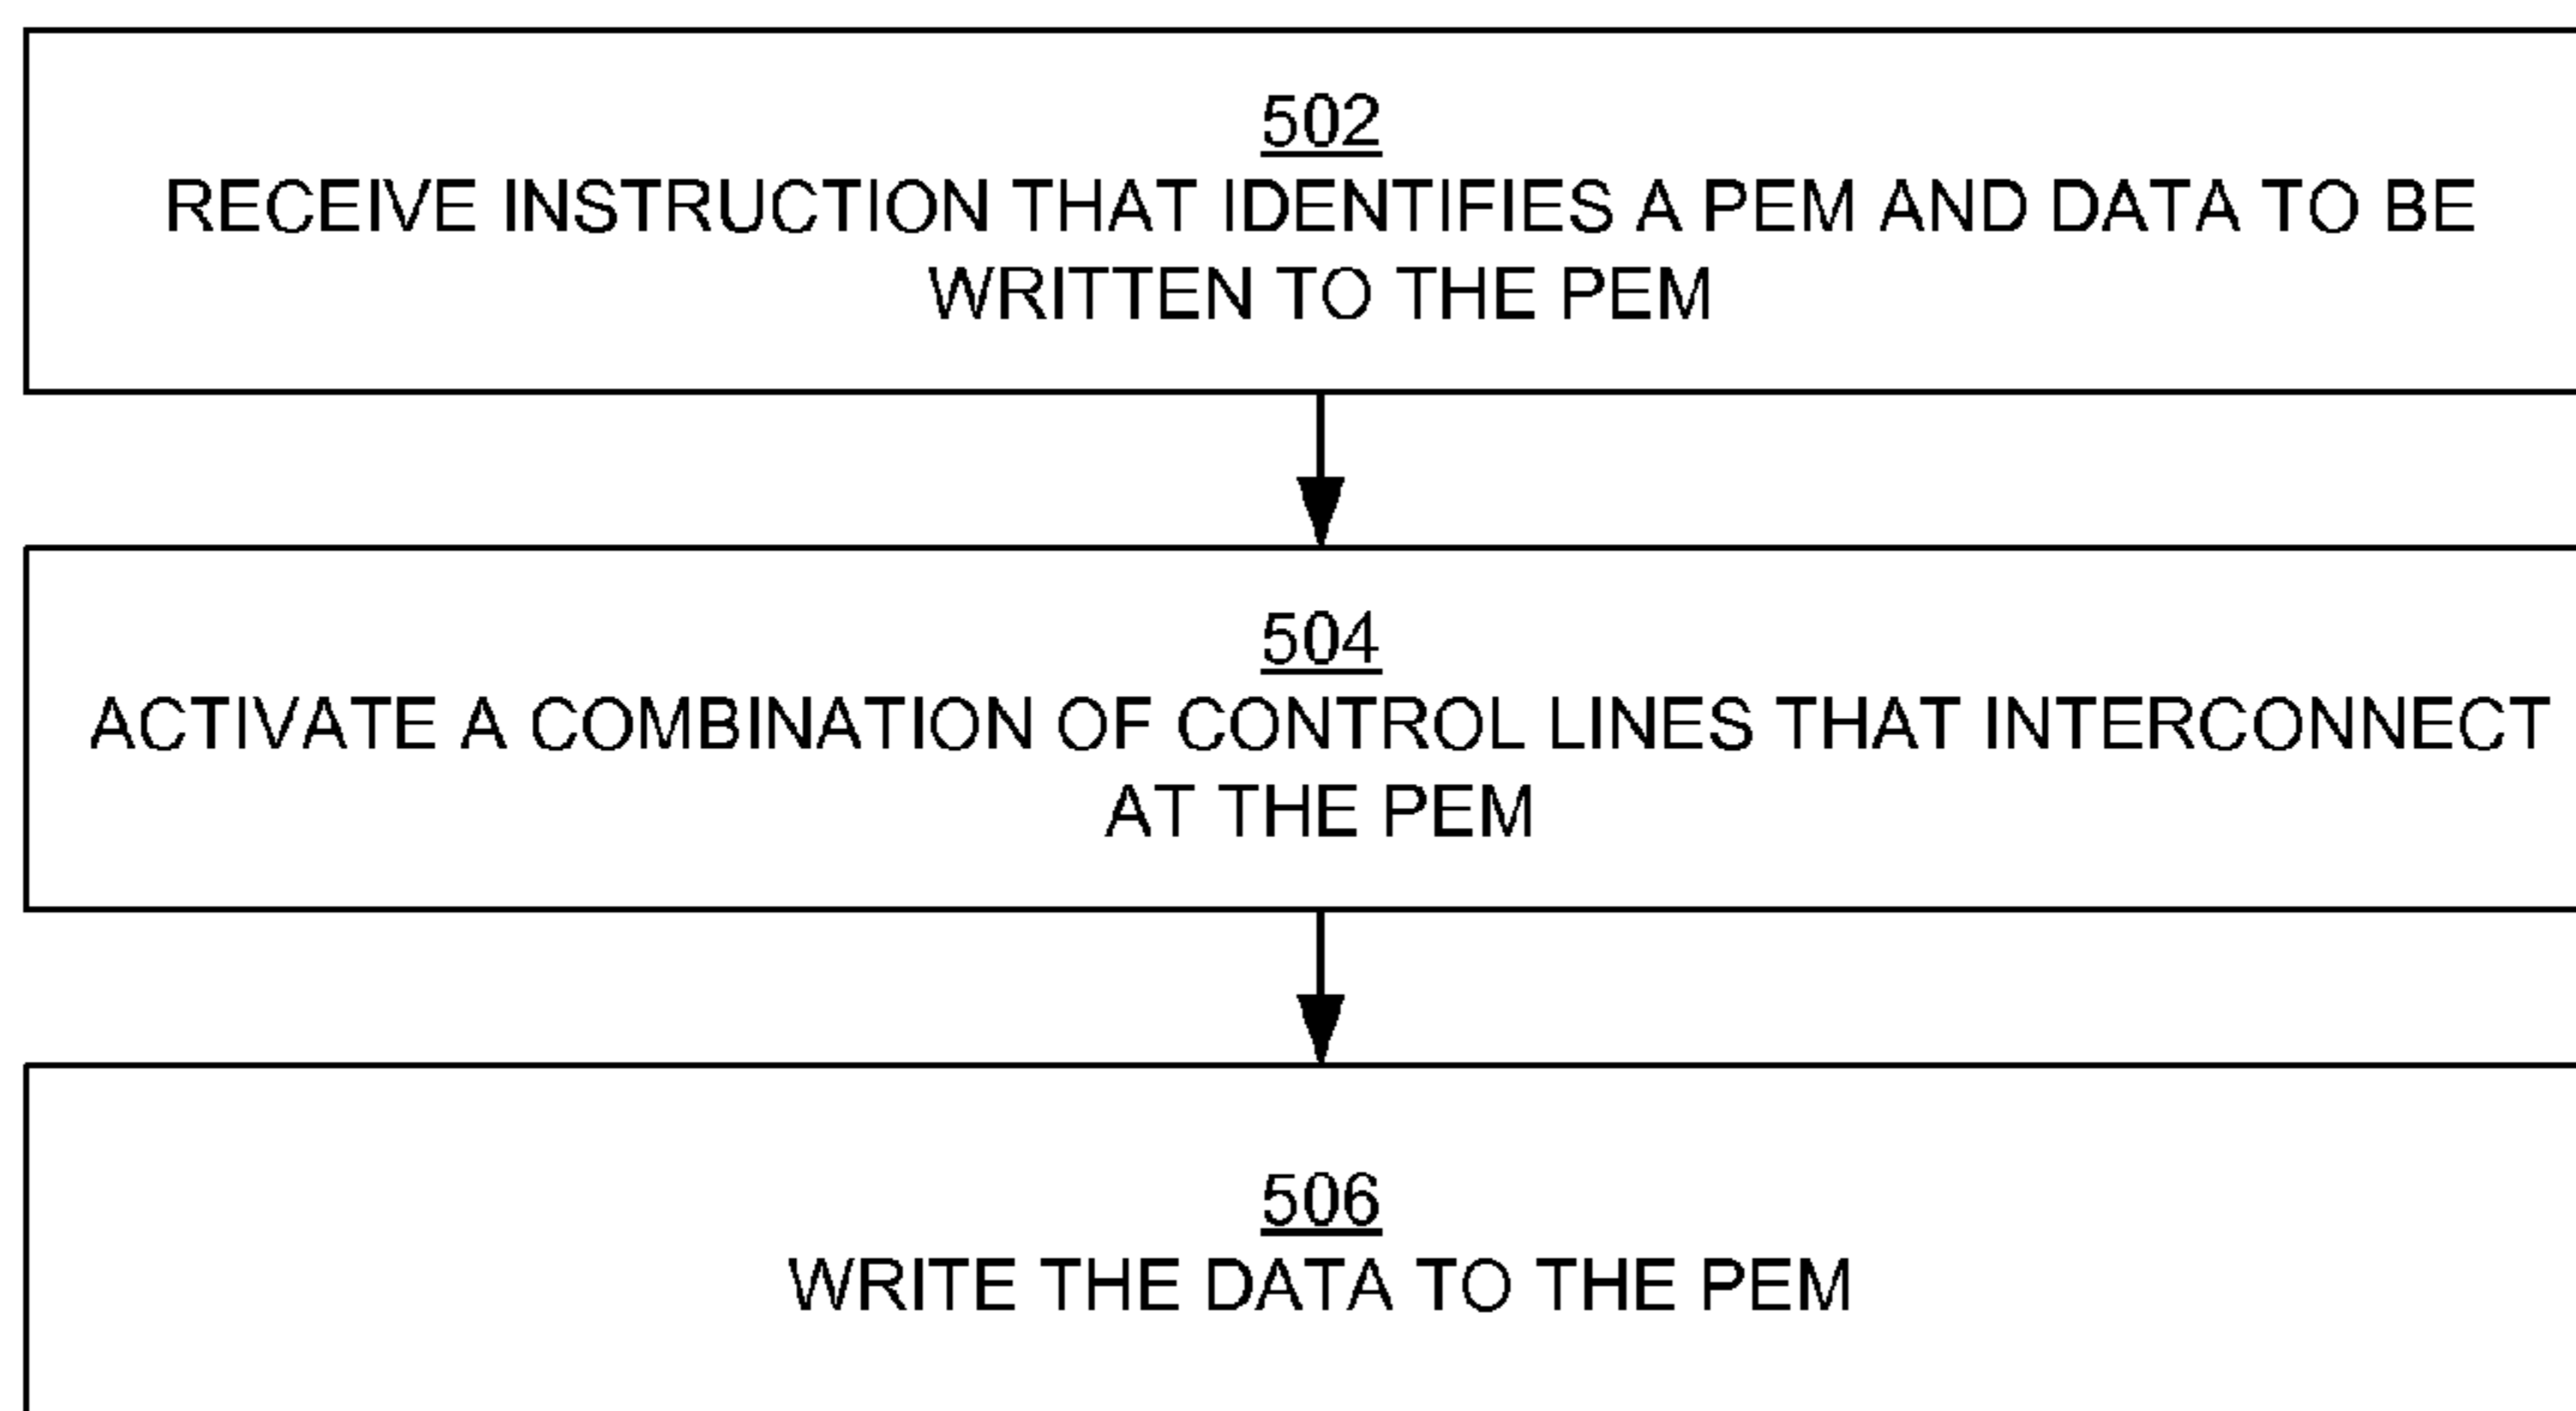 502
RECEIVE INSTRUCTION THAT IDENTIFIES A PEM AND DATA TO BE
WRITTEN TO THE PEM
504
ACTIVATE A COMBINATION OF CONTROL LINES THAT INTERCONNECT
AT THE PEM
506
WRITE THE DATA TO THE PEM